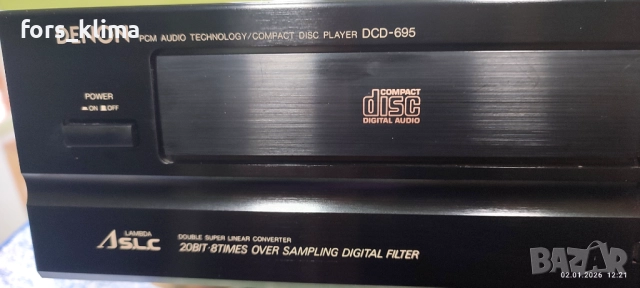 fors_klima
DENON PCM AUDIO TECHNOLOGY/COMPACT DISC PLAYER DCD-695
POWER
ON OFF
COMPACT
disc
DIGITAL AUDIO
LAMBDA
ΛS.L.C
DOUBLE SUPER LINEAR CONVERTER
20BIT·8TIMES OVER SAMPLING DIGITAL FILTER
BAZAR
02.01.2026 12:21